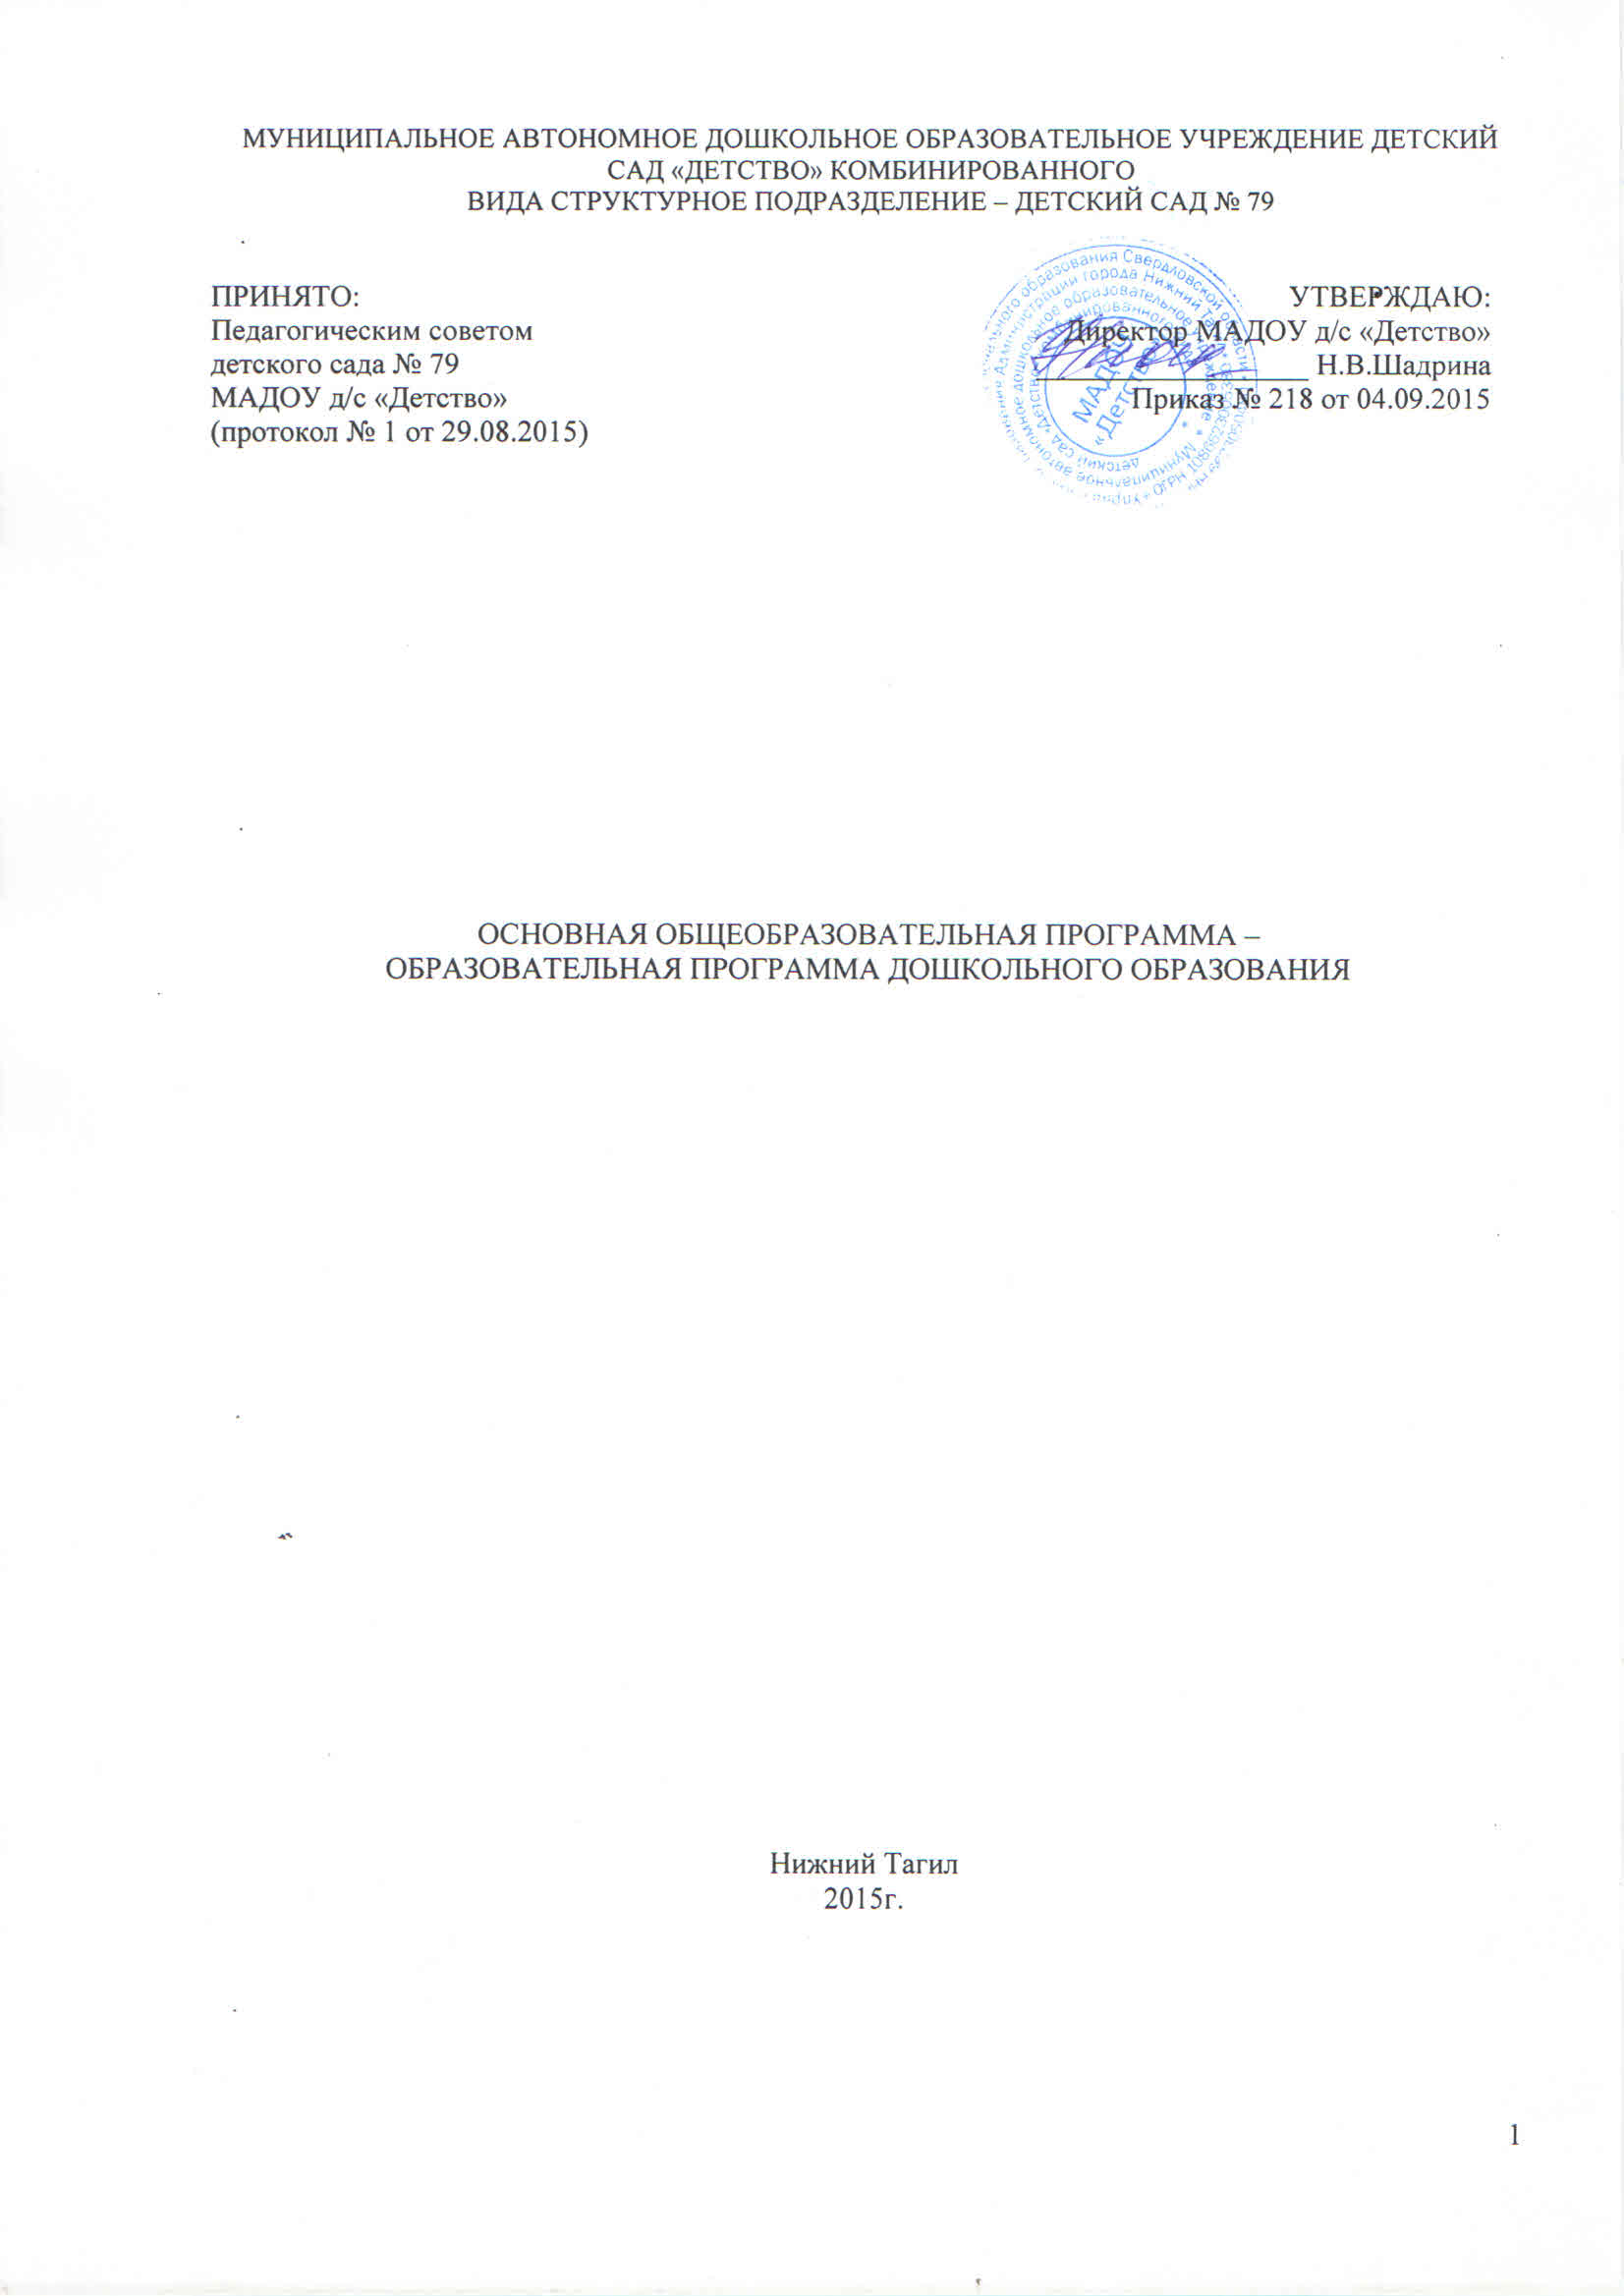 МУНИЦИПАЛЬНОЕ АВТОНОМНОЕ ДОШКОЛЬНОЕ ОБРАЗОВАТЕЛЬНОЕ УЧРЕЖДЕНИЕ ДЕТСКИЙ
САД «ДЕТСТВО» КОМБИНИРОВАННОГО
ВИДА СТРУКТУРНОЕ ПОДРАЗДЕЛЕНИЕ – ДЕТСКИЙ САД № 79
ПРИНЯТО:
Педагогическим советом
детского сада № 79
МАДОУ д/с «Детство»
(протокол № 1 от 29.08.2015)
УТВЕРЖДАЮ:
Директор МАДОУ д/с «Детство»
Н.В.Шадрина
Приказ № 218 от 04.09.2015
МАДОУ
«Детство»
ОСНОВНАЯ ОБЩЕОБРАЗОВАТЕЛЬНАЯ ПРОГРАММА –
ОБРАЗОВАТЕЛЬНАЯ ПРОГРАММА ДОШКОЛЬНОГО ОБРАЗОВАНИЯ
Нижний Тагил
2015г.
1